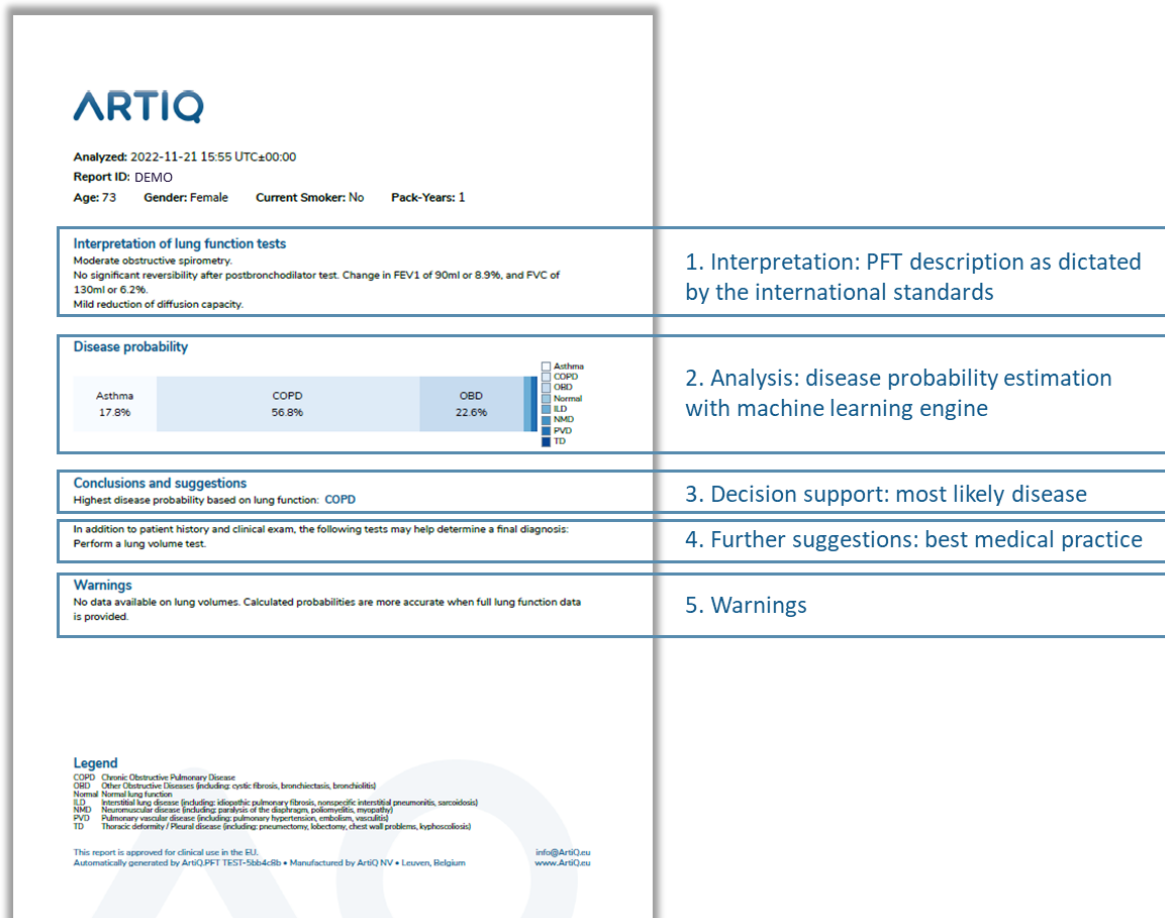 ARTIQ
Analyzed: 2022-11-21 15:55 UTC±00:00
Report ID: DEMO
Age: 73 Gender: Female Current Smoker: No Pack-Years: 1
Interpretation of lung function tests
Moderate obstructive spirometry.
No significant reversibility after postbronchodilator test. Change in FEV1 of 90ml or 8.9%, and FVC of
130ml or 6.2%.
Mild reduction of diffusion capacity.
1. Interpretation: PFT description as dictated
by the international standards
Disease probability
Asthma
17.8%
COPD
56.8%
OBD
22.6%
Asthma
COPD
OBD
Normal
ILD
NMD
PVD
TD
2. Analysis: disease probability estimation
with machine learning engine
Conclusions and suggestions
Highest disease probability based on lung function: COPD
3. Decision support: most likely disease
In addition to patient history and clinical exam, the following tests may help determine a final diagnosis:
Perform a lung volume test.
4. Further suggestions: best medical practice
Warnings
No data available on lung volumes. Calculated probabilities are more accurate when full lung function data
is provided.
5. Warnings
Legend
COPD Chronic Obstructive Pulmonary Disease
OBD Other Obstructive Diseases (including: cystic fibrosis, bronchiectasis, bronchiolitis)
Normal Normal lung function
ILD Interstitial lung disease (including: idiopathic pulmonary fibrosis, nonspecific interstitial pneumonitis, sarcoidosis)
NMD Neuromuscular disease (including: paralysis of the diaphragm, poliomyelitis, myopathy)
PVD Pulmonary vascular disease (including: pulmonary hypertension, embolism, vasculitis)
TD Thoracic deformity / Pleural disease (including: pneumectomy, lobectomy, chest wall problems, kyphescoliosis)
This report is approved for clinical use in the EU.
Automatically generated by ArtiQ.PFT TEST-5bb4c8b • Manufactured by ArtiQ NV • Leuven, Belgium
info@ArtiQ.eu
www.ArtiQ.eu